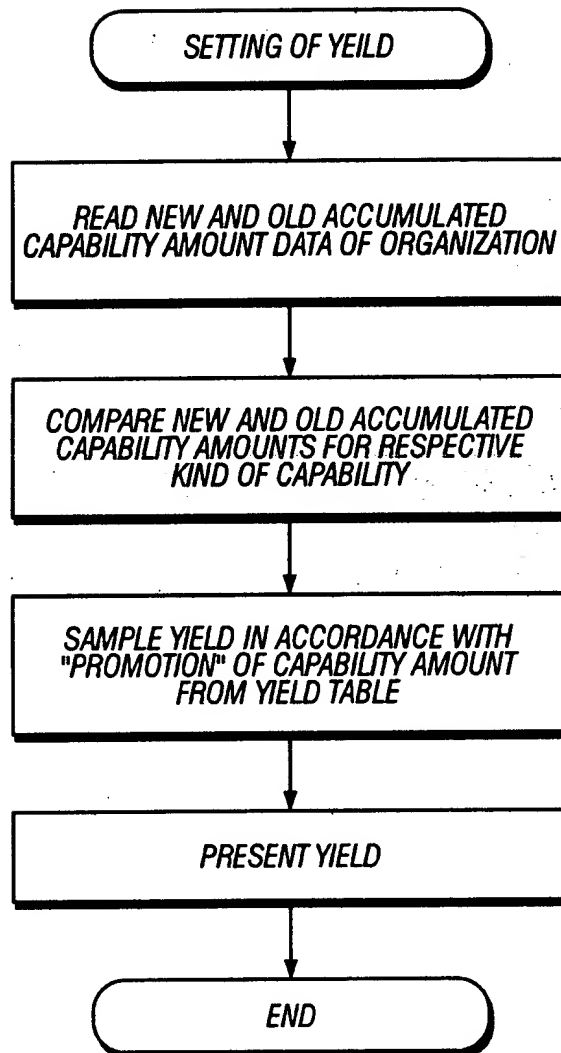 SETTING OF YEILD
READ NEW AND OLD ACCUMULATED
CAPABILITY AMOUNT DATA OF ORGANIZATION
COMPARE NEW AND OLD ACCUMULATED
CAPABILITY AMOUNTS FOR RESPECTIVE
KIND OF CAPABILITY
SAMPLE YIELD IN ACCORDANCE WITH
"PROMOTION" OF CAPABILITY AMOUNT
FROM YIELD TABLE
PRESENT YIELD
END